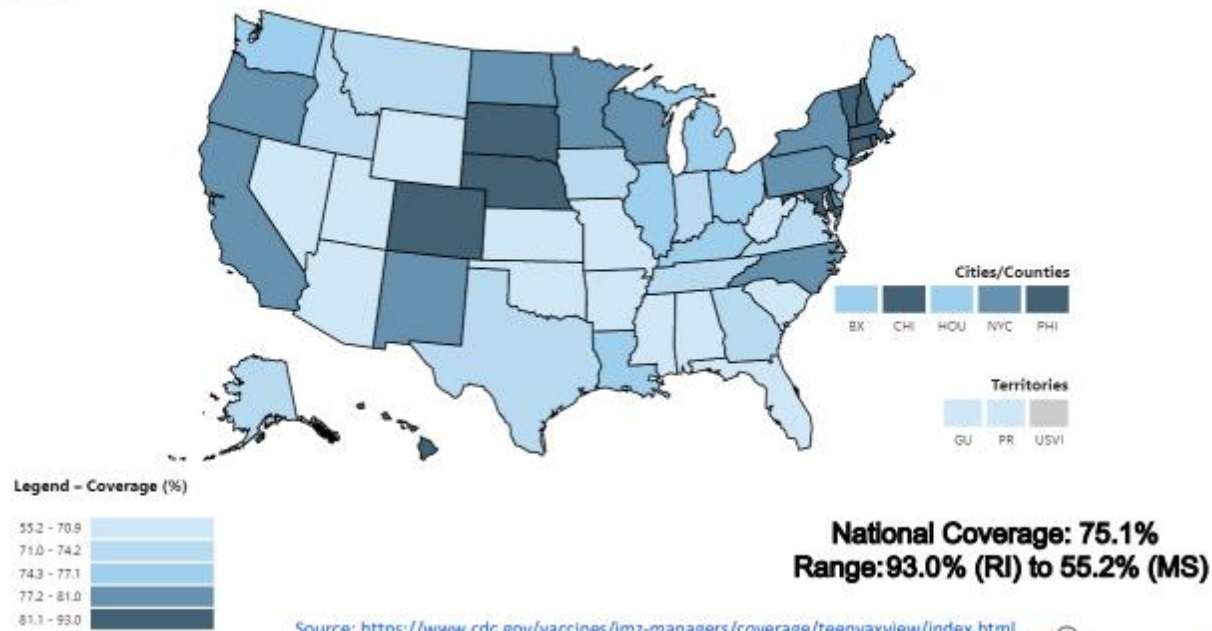 Cities/Counties
BX CHI HOU NYC PHI
Territories
GU PR USVI
Legend – Coverage (%)
55.2 - 70.9
71.0 - 74.2
74.3 - 77.1
77.2 - 81.0
81.1 - 93.0
National Coverage: 75.1%
Range:93.0% (RI) to 55.2% (MS)
Source: https://www.cdc.gov/vaccines/imz-managers/coverage/teenvaxview/index.html